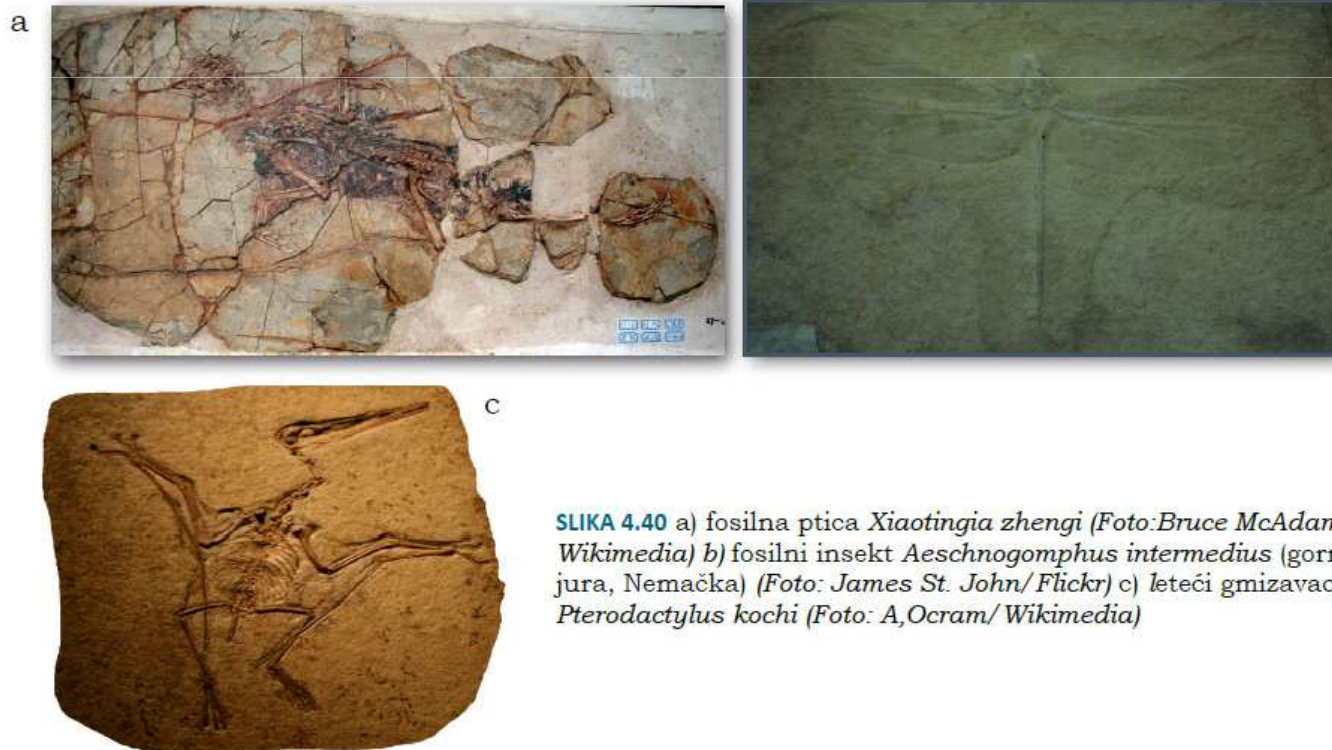 a
c
SLIKA 4.40 a) fosilna ptica Xiaotingia zhengi (Foto:Bruce McAdam
Wikimedia) b) fosilni insekt Aeschnogomphus intermedius (gorn
jura, Nemačka) (Foto: James St. John/Flickr) c) leteći gmizavac
Pterodactylus kochi (Foto: A,Ocram/Wikimedia)